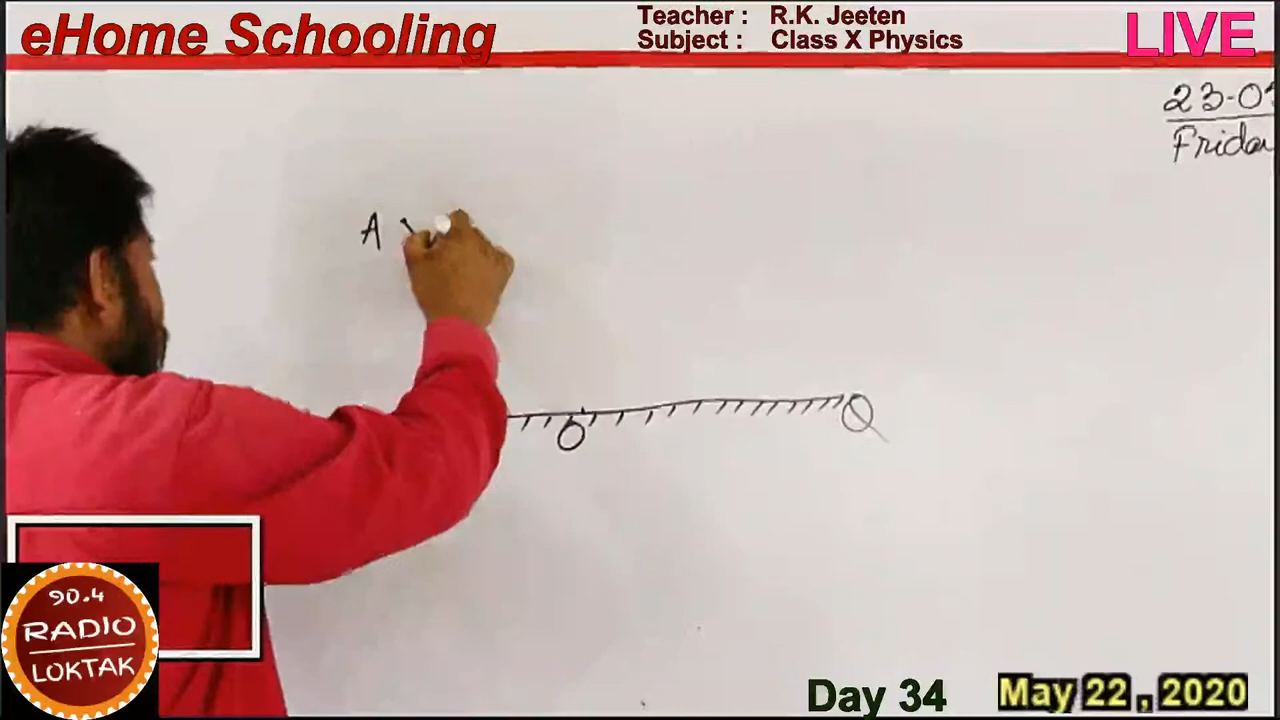 eHome Schooling
Teacher : R.K. Jeeten
Subject : Class X Physics
LIVE
23-0
Friday
A
O
Q
90.4
RADIO
LOKTAK
Day 34
May 22 , 2020